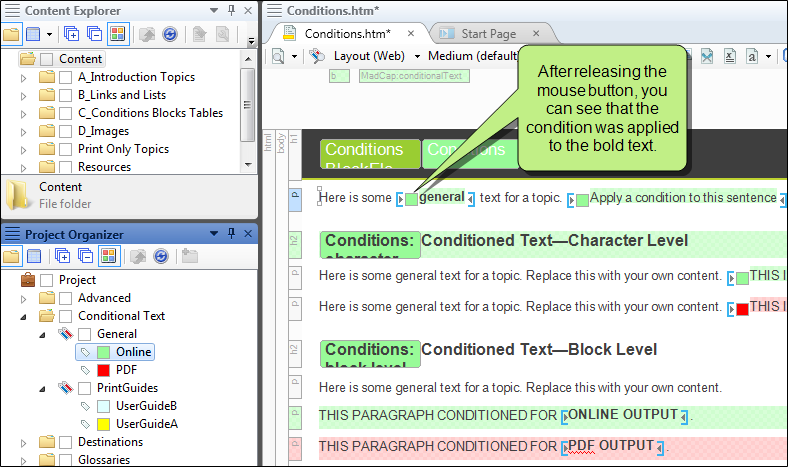 Content Explorer
Content
A_Introduction Topics
B_Links and Lists
C_Conditions Blocks Tables
D_Images
Print Only Topics
Resources
Content
File folder
Project Organizer
Project
Advanced
Conditional Text
General
Online
PDF
PrintGuides
UserGuideB
UserGuideA
Destinations
Glossaries
Conditions.htm* Start Page
Layout (Web) Medium (default)
b MadCap:conditionalText
After releasing the
mouse button, you
can see that the
condition was applied
to the bold text.
html body h1
Conditions Conditions
p Here is some general text for a topic. Apply a condition to this sentence
h2 Conditions: Conditioned Text—Character Level
character
p Here is some general text for a topic. Replace this with your own content. THIS
p Here is some general text for a topic. Replace this with your own content. THIS
h2 Conditions: Conditioned Text—Block Level
block level
p Here is some general text for a topic. Replace this with your own content.
p THIS PARAGRAPH CONDITIONED FOR ONLINE OUTPUT .
p THIS PARAGRAPH CONDITIONED FOR PDF OUTPUT .